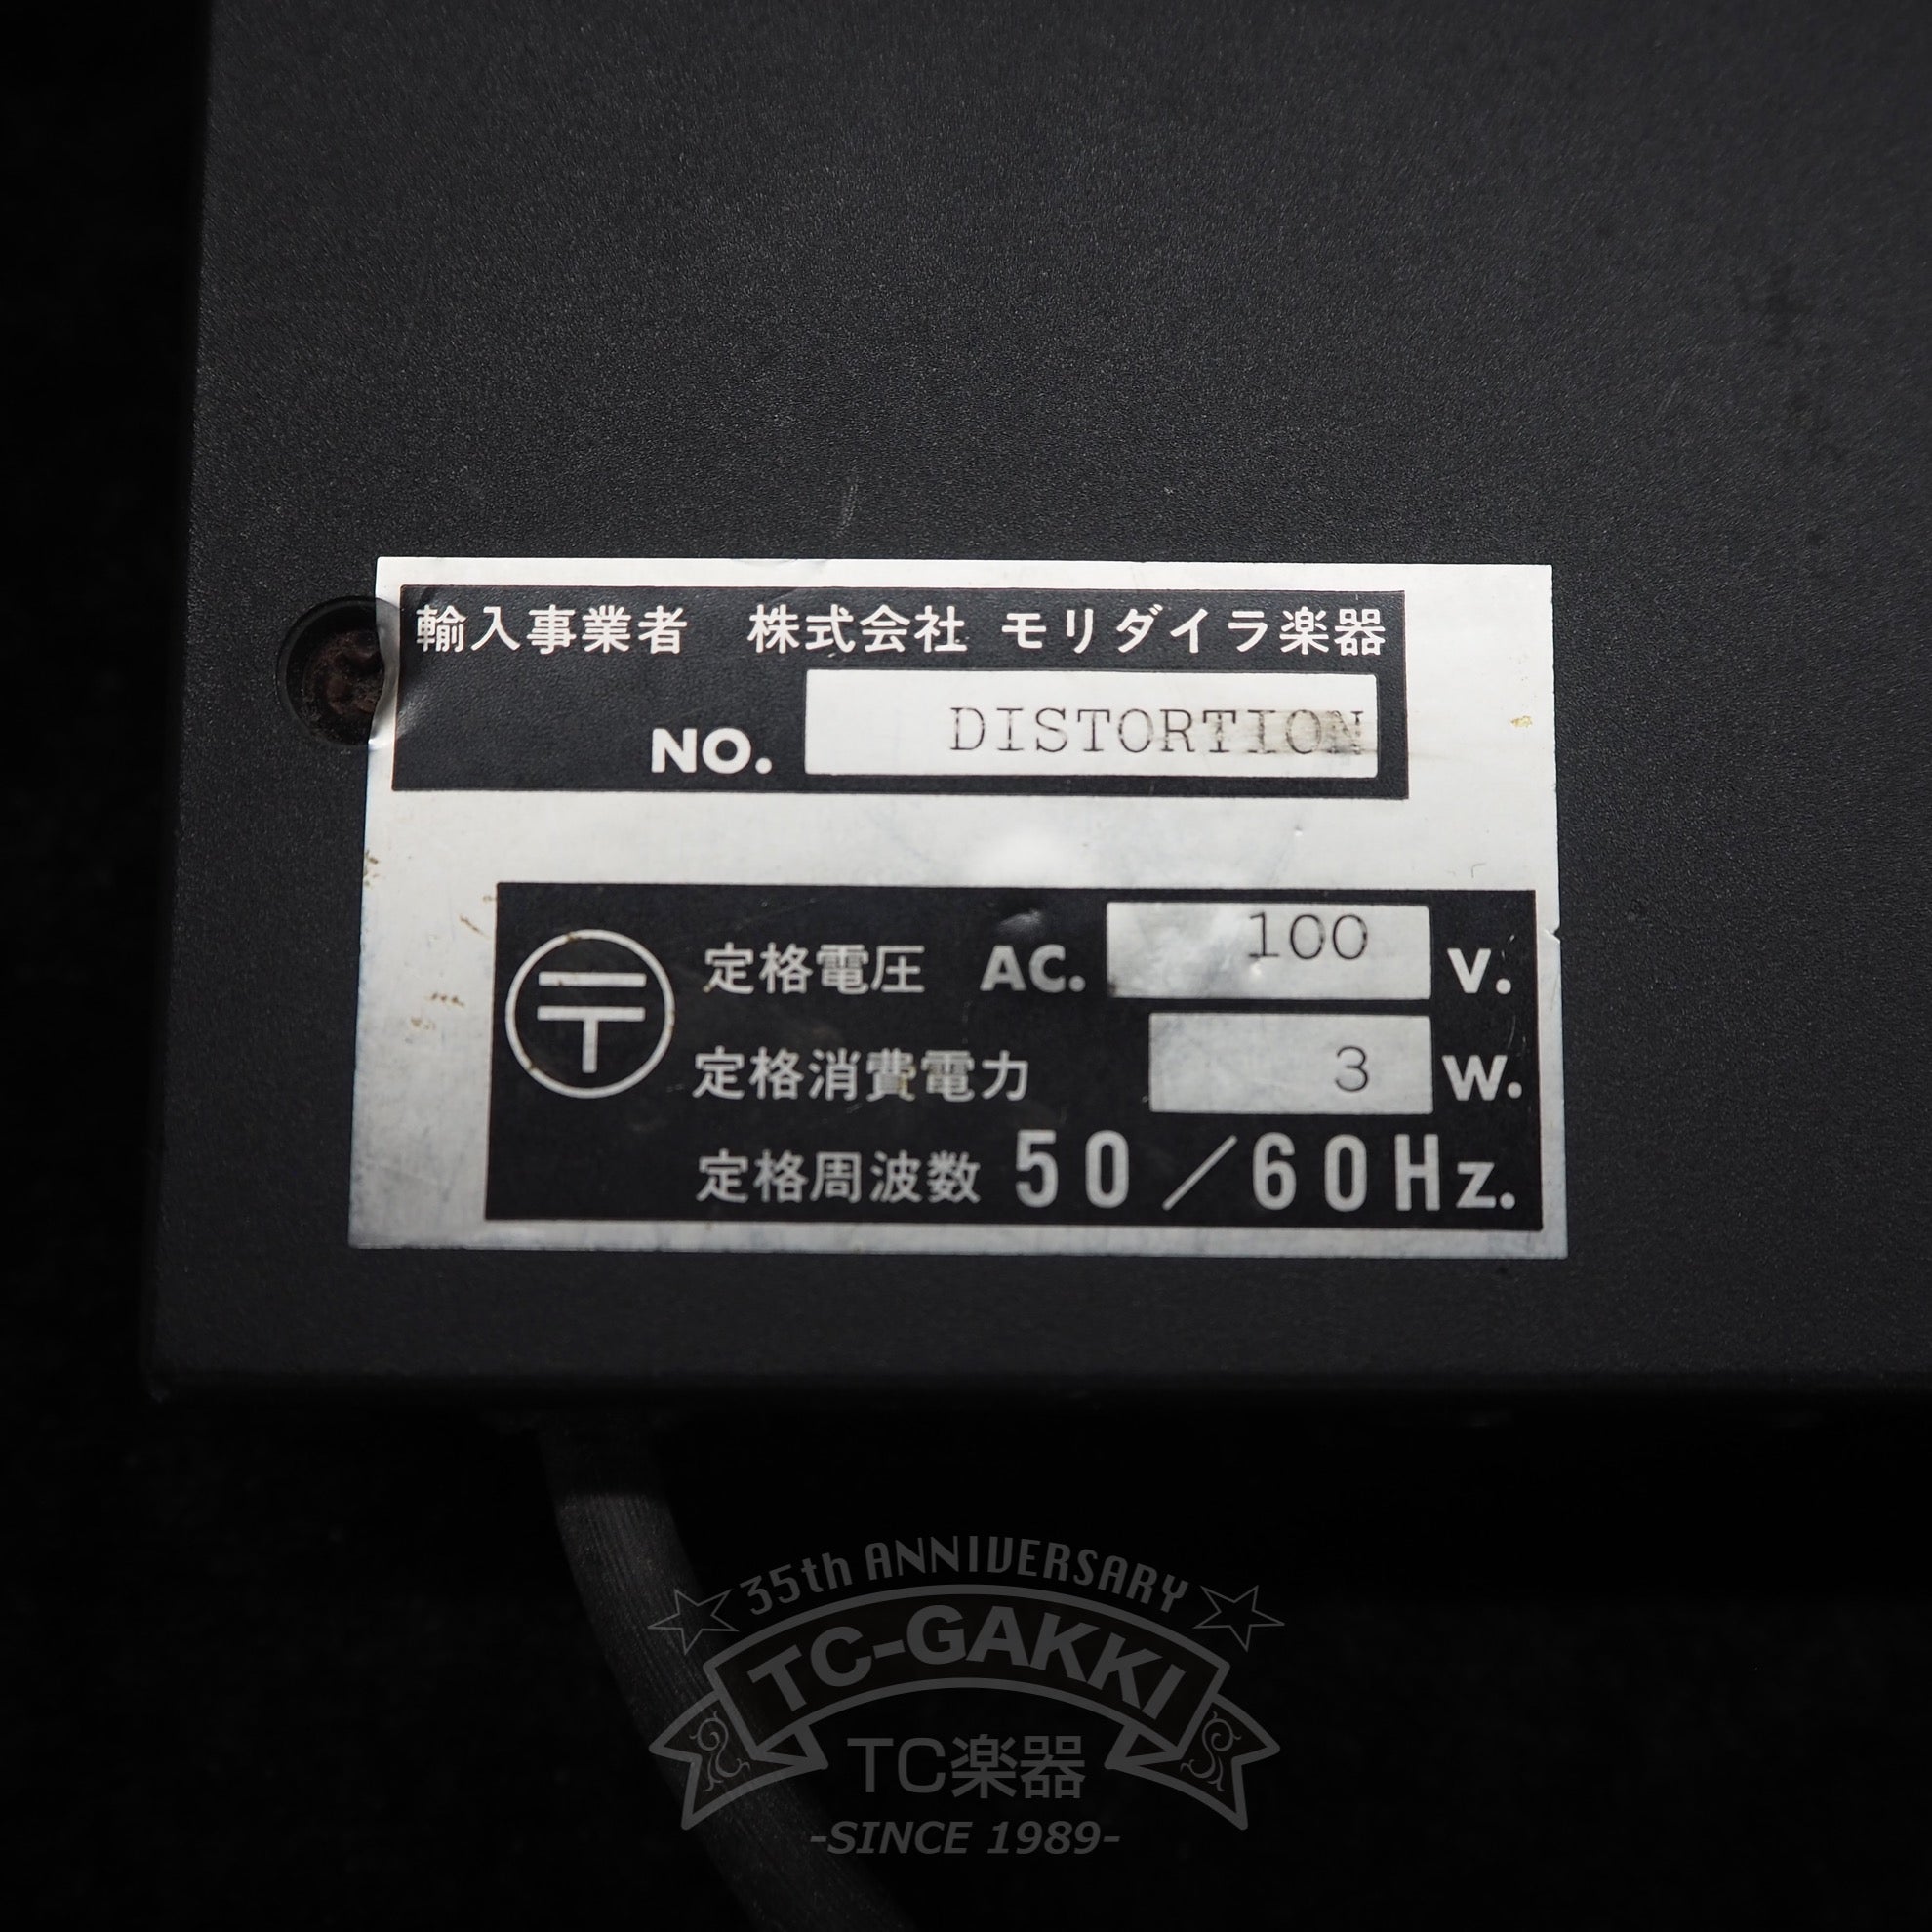 輸入事業者　株式会社 モリダイラ楽器
NO. DISTORTION
〒 定格電圧 AC. 100 V.
定格消費電力 3 W.
定格周波数 50/60Hz.
35th ANNIVERSARY
TC-GAKKI
TC楽器
-SINCE 1989-